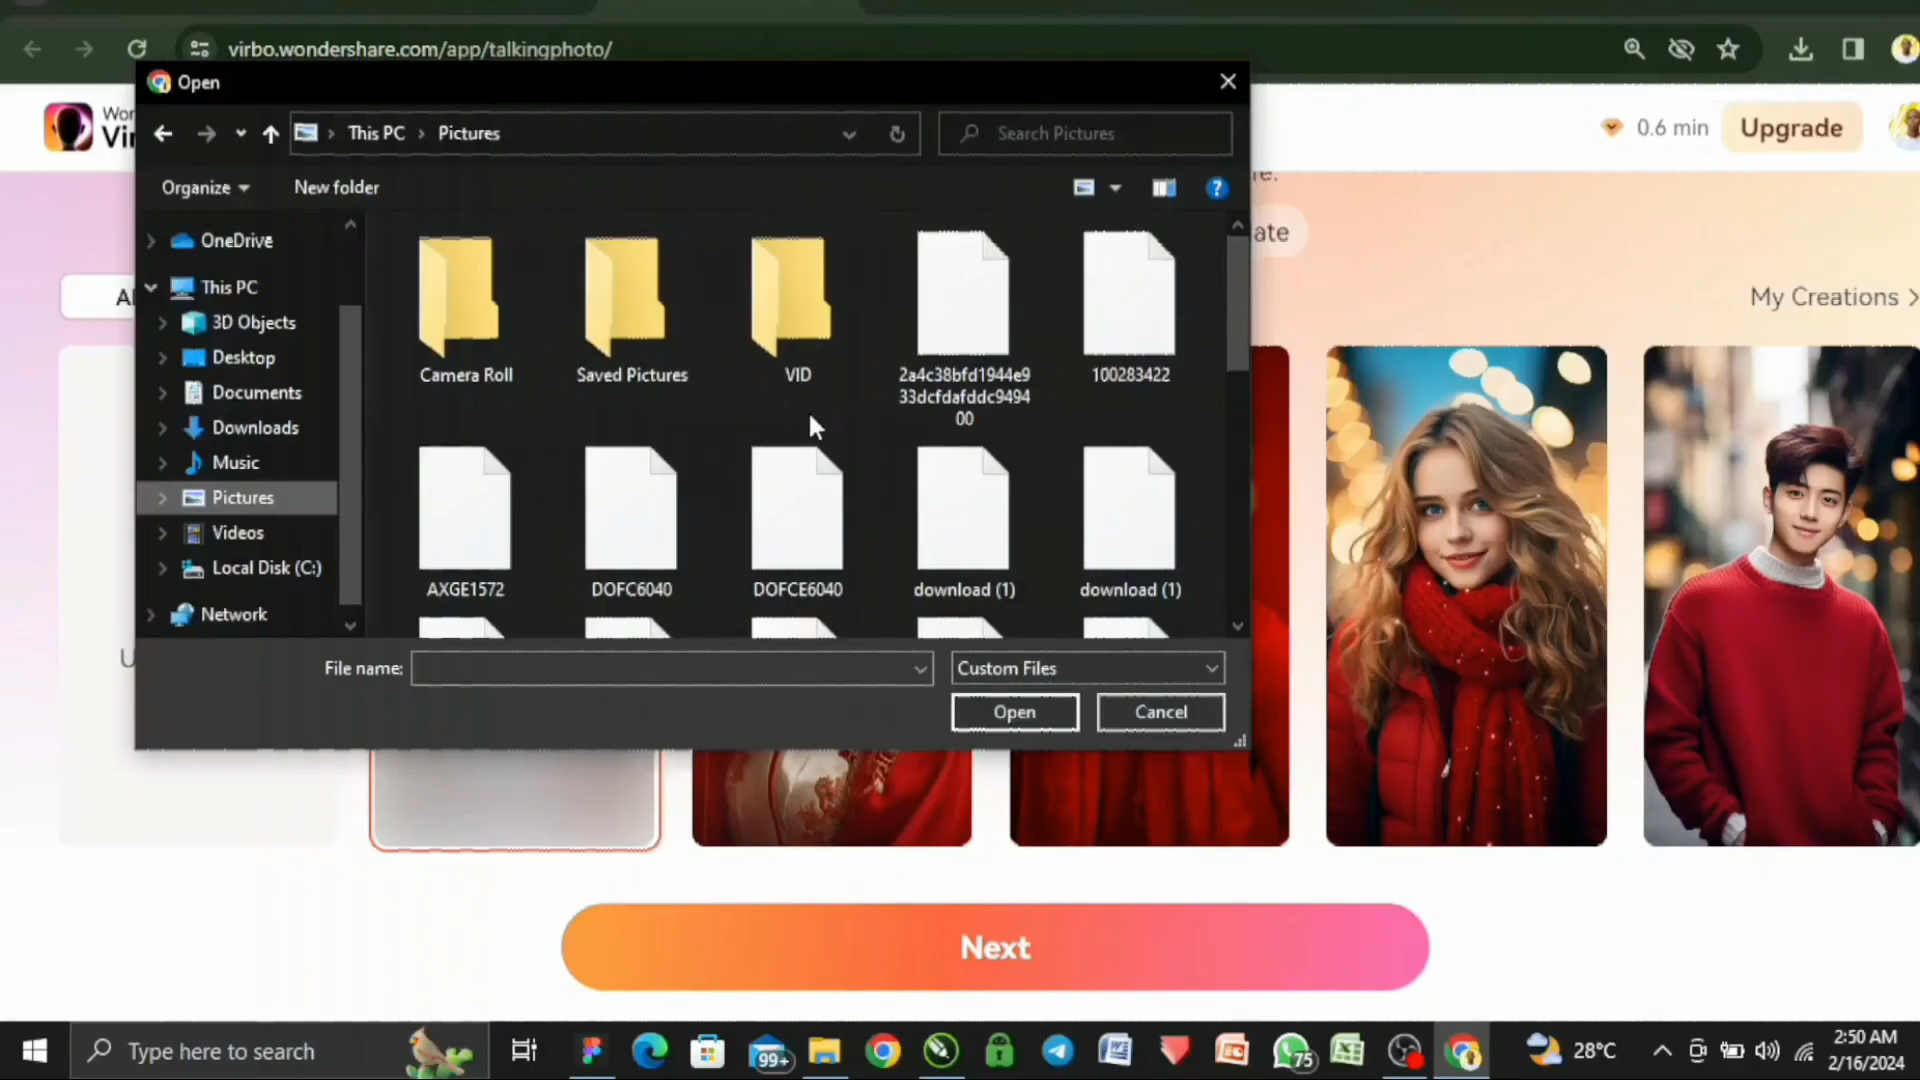 virbo.wondershare.com/app/talkingphoto/
Open
This PC
Pictures
Search Pictures
0.6 min
Upgrade
Organize
New folder
OneDrive
This PC
3D Objects
Desktop
Documents
Downloads
Music
Pictures
Videos
Local Disk (C:)
Network
Camera Roll
Saved Pictures
VID
2a4c38bfd1944e9
33dcfdafddc9494
00
100283422
AXGE1572
DOFC6040
DOFCE6040
download (1)
download (1)
My Creations
File name:
Custom Files
Open
Cancel
Next
Type here to search
99+
75
28°C
2:50 AM
2/16/2024